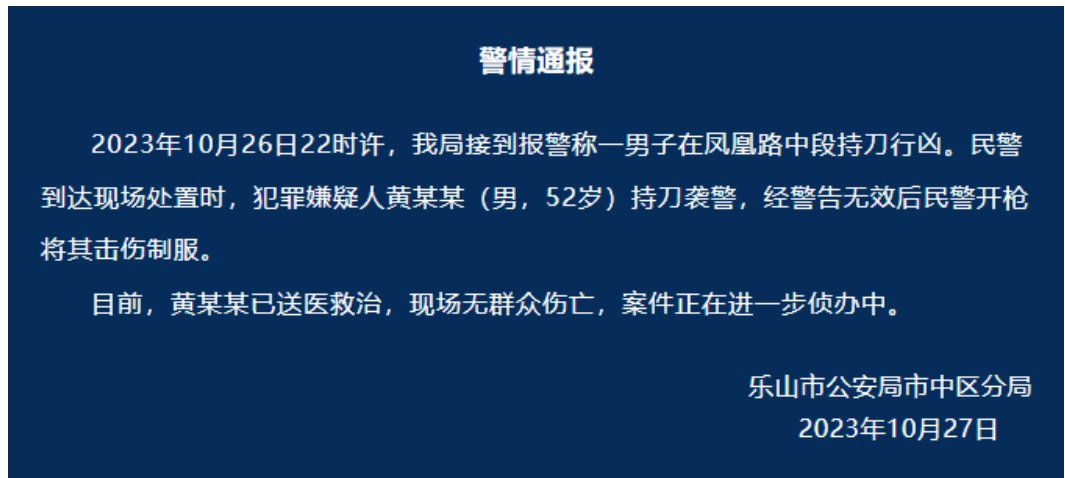 警情通报
2023年10月26日22时许，我局接到报警称一男子在凤凰路中段持刀行凶。民警
到达现场处置时，犯罪嫌疑人黄某某（男，52岁）持刀袭警，经警告无效后民警开枪
将其击伤制服。
目前，黄某某已送医救治，现场无群众伤亡，案件正在进一步侦办中。
乐山市公安局市中区分局
2023年10月27日